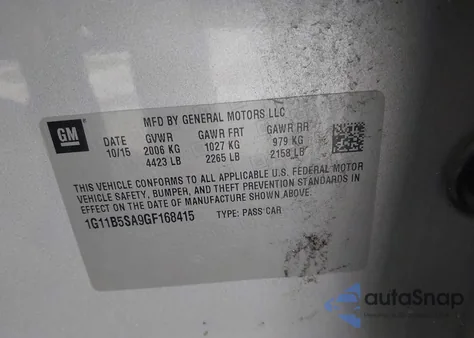 MFD BY GENERAL MOTORS LLC
GM
DATE GVWR GAWR FRT GAWR RR
10/15 2006 KG 1027 KG 979 KG
4423 LB 2265 LB 2158 LB
THIS VEHICLE CONFORMS TO ALL APPLICABLE U.S. FEDERAL MOTOR
VEHICLE SAFETY, BUMPER, AND THEFT PREVENTION STANDARDS IN
EFFECT ON THE DATE OF MANUFACTURE SHOWN ABOVE.
1G11B5SA9GF168415 TYPE: PASS CAR
autaSnap